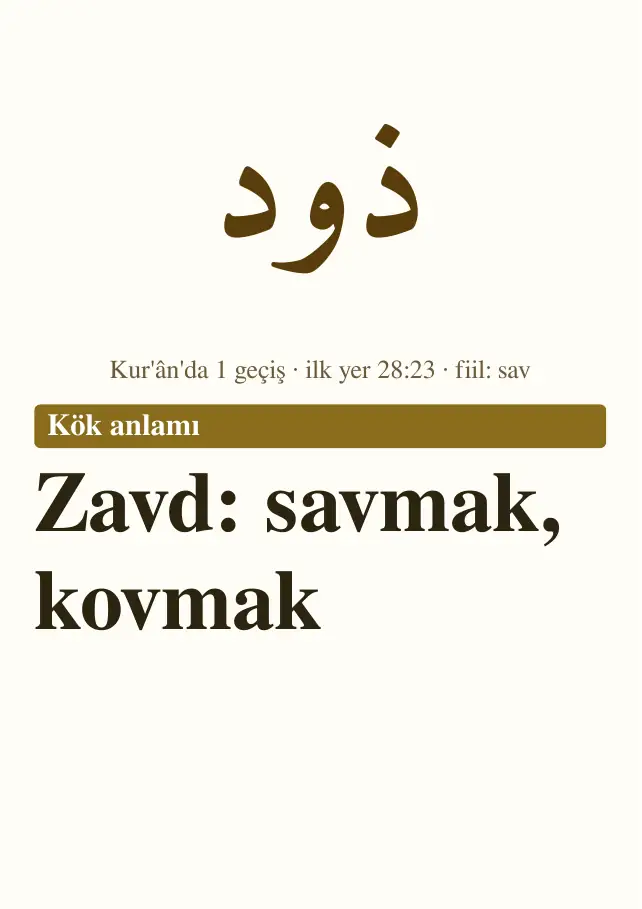 ذود
Kur'ân'da 1 geçiş · ilk yer 28:23 · fiil: sav
Kök anlamı
Zavd: savmak,
kovmak